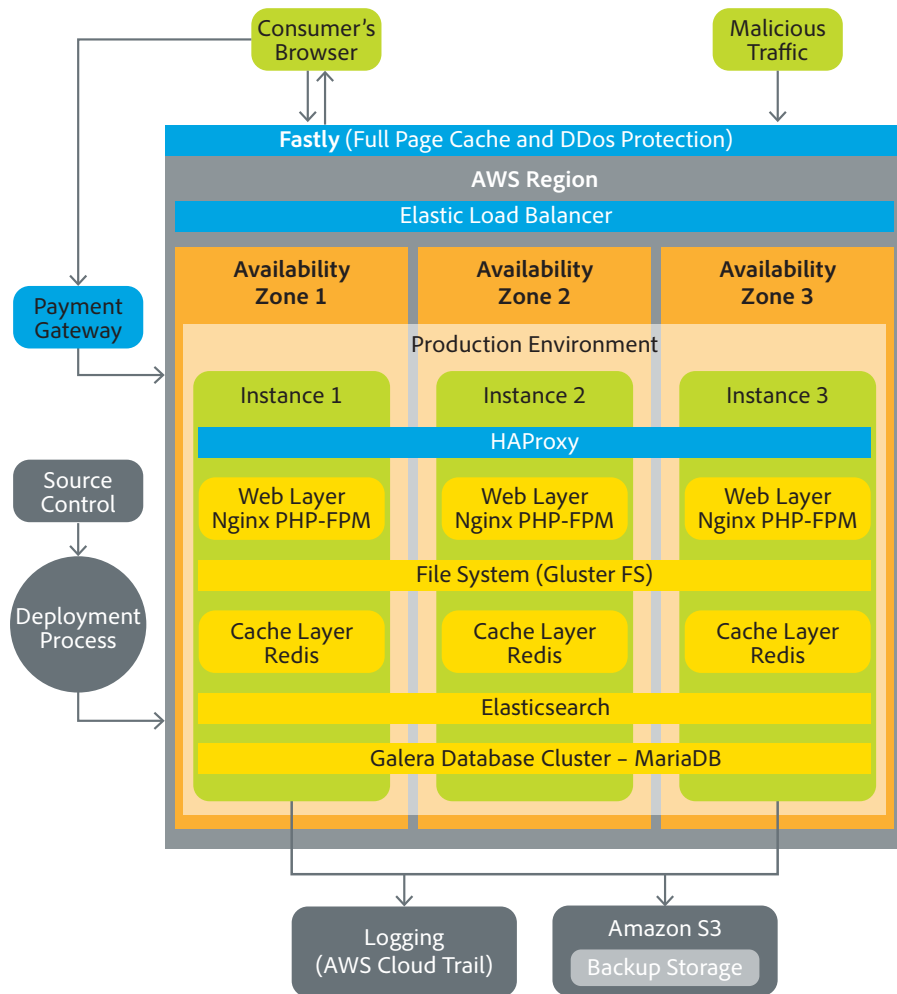 Consumer's
Browser
Malicious
Traffic
Fastly (Full Page Cache and DDos Protection)
AWS Region
Elastic Load Balancer
Availability
Zone 1
Availability
Zone 2
Availability
Zone 3
Payment
Gateway
Production Environment
Instance 1
Instance 2
Instance 3
HAProxy
Source
Control
Web Layer
Nginx PHP-FPM
Web Layer
Nginx PHP-FPM
Web Layer
Nginx PHP-FPM
File System (Gluster FS)
Deployment
Process
Cache Layer
Redis
Cache Layer
Redis
Cache Layer
Redis
Elasticsearch
Galera Database Cluster – MariaDB
Logging
(AWS Cloud Trail)
Amazon S3
Backup Storage